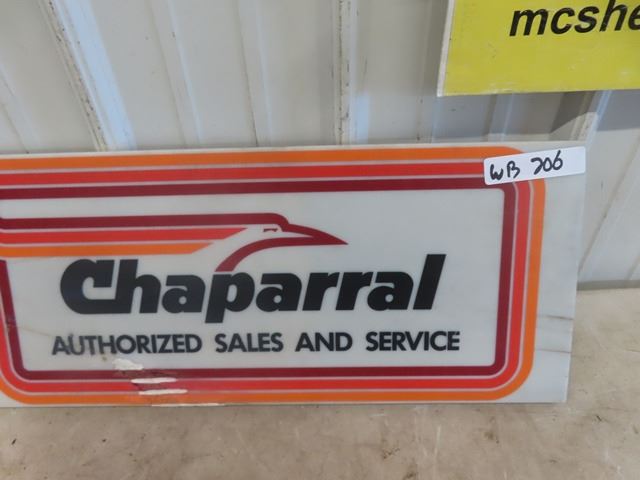 mcshe
WB 206
Chaparral
AUTHORIZED SALES AND SERVICE